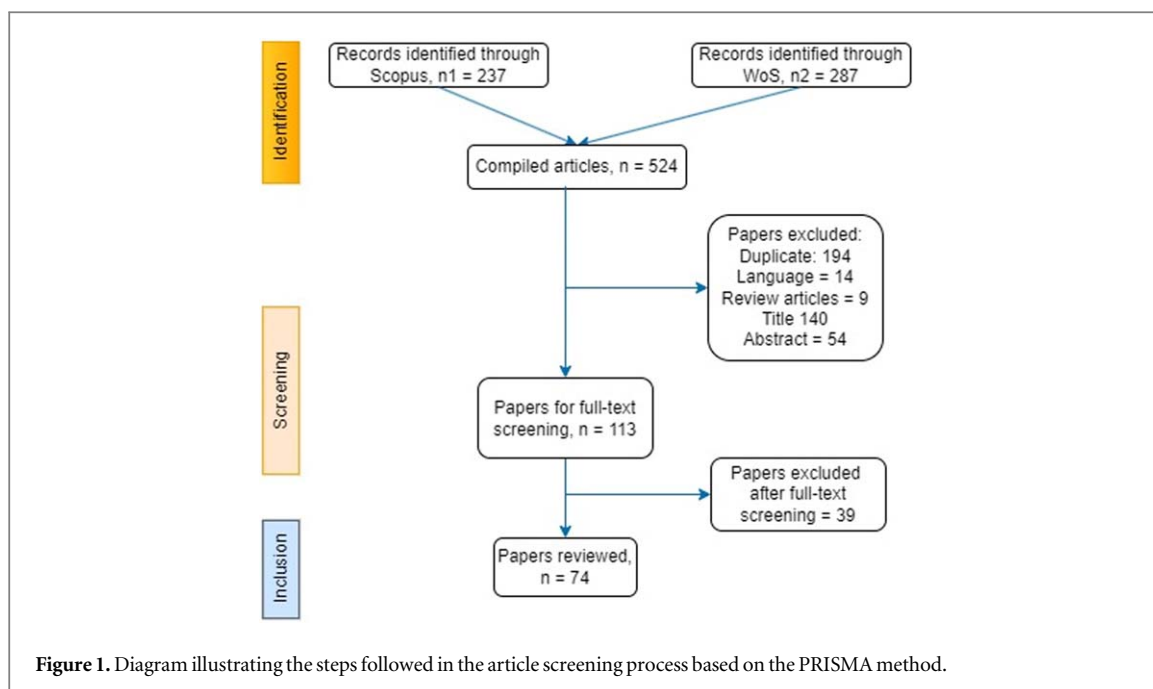 Identification
Records identified through
Scopus, n1 = 237
Records identified through
WoS, n2 = 287
Compiled articles, n = 524
Papers excluded:
Duplicate: 194
Language = 14
Review articles = 9
Title 140
Abstract = 54
Screening
Papers for full-text
screening, n = 113
Papers excluded
after full-text
screening = 39
Inclusion
Papers reviewed,
n = 74
Figure 1. Diagram illustrating the steps followed in the article screening process based on the PRISMA method.